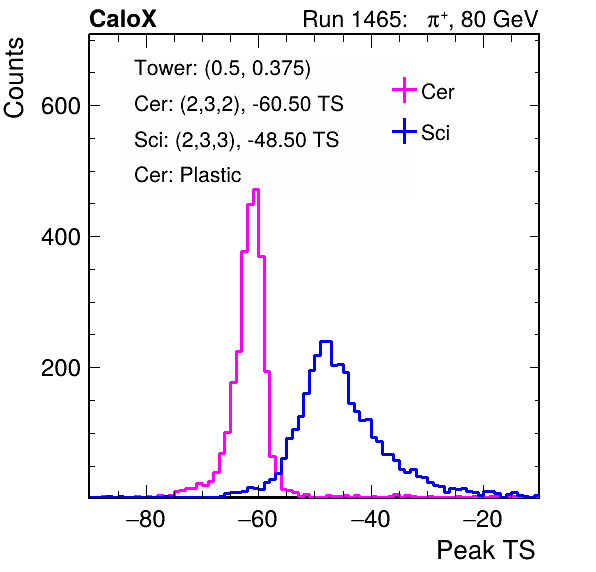 CaloX Run 1465: π⁺, 80 GeV
Counts
Tower: (0.5, 0.375)
Cer: (2,3,2), -60.50 TS
Sci: (2,3,3), -48.50 TS
Cer: Plastic
Cer
Sci
600
400
200
−80 −60 −40 −20
Peak TS